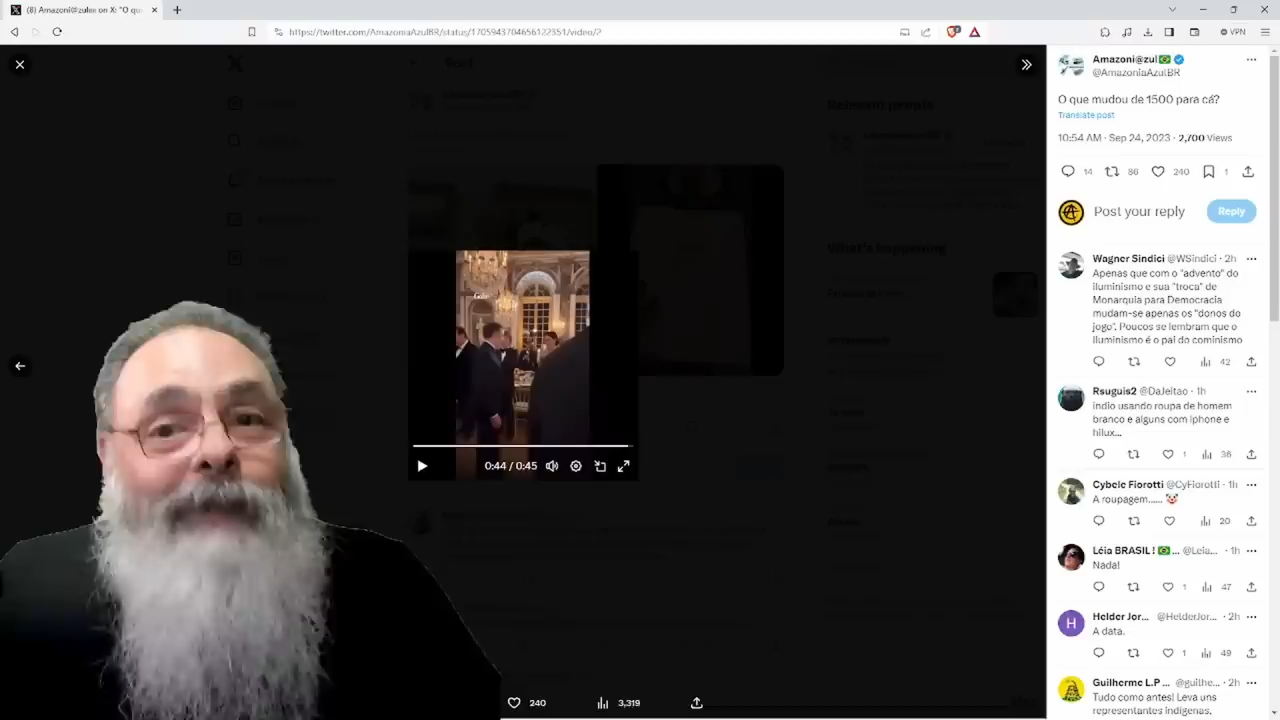 (8) Amazoni@zulex on X: "O qu
https://twitter.com/AmazoniaAzulBR/status/1705943704656122351/video/2
VPN
Amazoni@zul
@AmazoniaAzulBR
O que mudou de 1500 para cá?
Translate post
10:54 AM · Sep 24, 2023 · 2,700 Views
14 86 240 1
Post your reply
Reply
Relevant people
What's happening
Wagner Sindici @WSindici · 2h
Apenas que com o "advento" do
iluminismo e sua "troca" de
Monarquia para Democracia
mudam-se apenas os "donos do
jogo". Poucos se lembram que o
Iluminismo é o pai do cominismo
42
Rsuguis2 @DaJeitao · 1h
índio usando roupa de homem
branco e alguns com iphone e
hilux...
1 36
Cybele Fiorotti @CyFiorotti · 1h
A roupagem......
20
Léia BRASIL! ... @Leia... · 1h
Nada!
1 47
H
Helder Jor... @HelderJor... · 2h
A data.
1 49
Guilherme L.P ... @guilhe... · 2h
Tudo como antes! Leva uns
representantes indígenas,
0:44 / 0:45
240 3,319